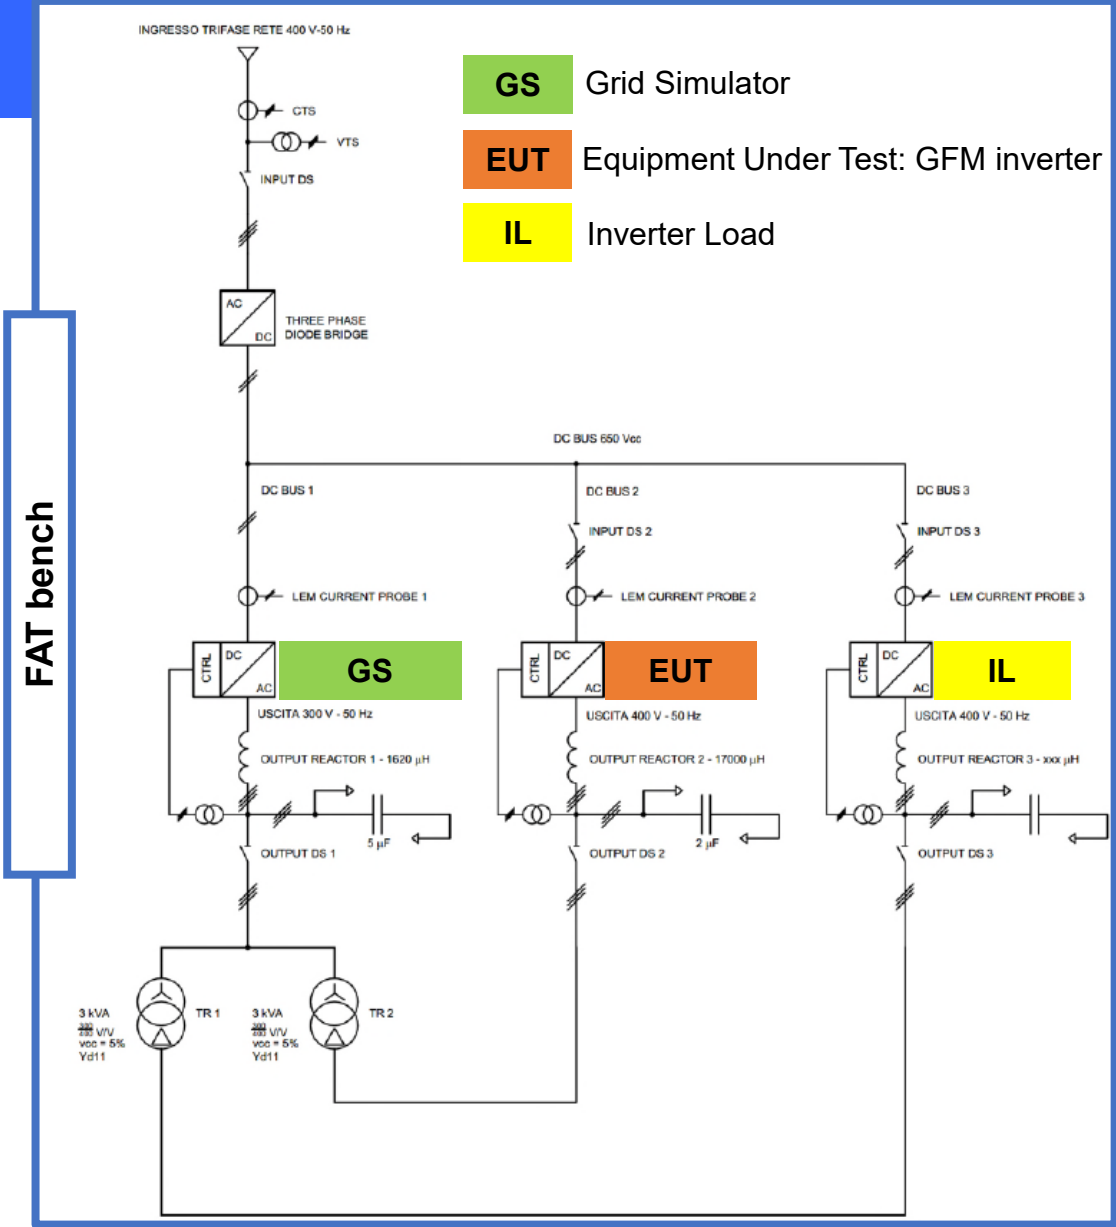 INGRESSO TRIFASE RETE 400 V-50 Hz
GS Grid Simulator
CTS
VTS
EUT Equipment Under Test: GFM inverter
INPUT DS
IL Inverter Load
AC
DC
THREE PHASE
DIODE BRIDGE
FAT bench
DC BUS 650 Vcc
DC BUS 1
DC BUS 2
DC BUS 3
INPUT DS 2
INPUT DS 3
LEM CURRENT PROBE 1
LEM CURRENT PROBE 2
LEM CURRENT PROBE 3
CTRL
DC
AC
GS
CTRL
DC
AC
EUT
CTRL
DC
AC
IL
USCITA 300 V - 50 Hz
USCITA 400 V - 50 Hz
USCITA 400 V - 50 Hz
OUTPUT REACTOR 1 - 1620 µH
OUTPUT REACTOR 2 - 17000 µH
OUTPUT REACTOR 3 - xxx µH
5 µF
2 µF
OUTPUT DS 1
OUTPUT DS 2
OUTPUT DS 3
3 kVA
V/V
vcc = 5%
Yd11
TR 1
3 kVA
V/V
vcc = 5%
Yd11
TR 2